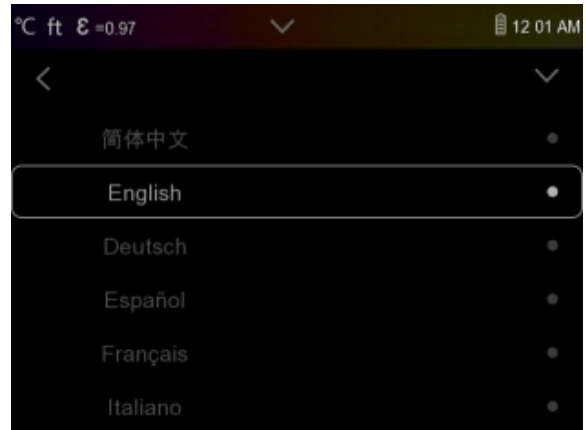 ℃ ft ε =0.97 12 01 AM
简体中文
English
Deutsch
Español
Français
Italiano